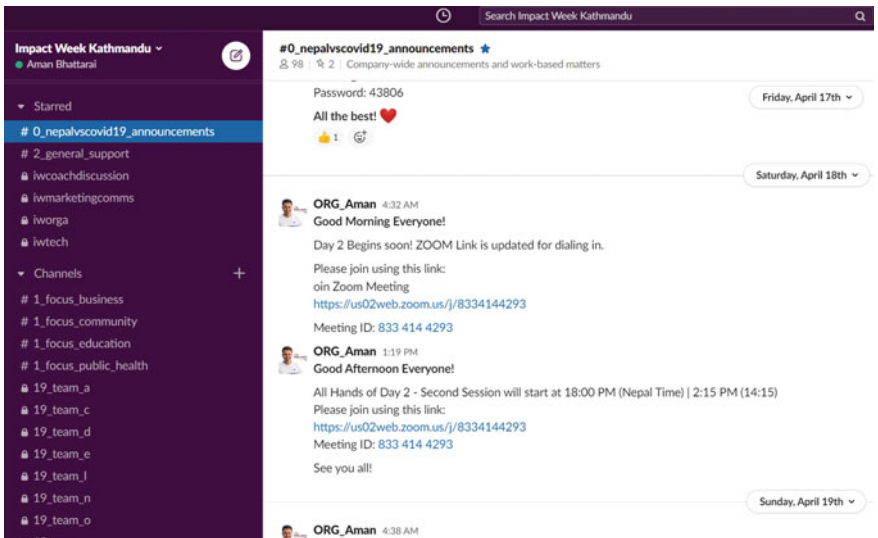 Search Impact Week Kathmandu
Impact Week Kathmandu
Aman Bhattarai
Starred
# 0_nepalvscovid19_announcements
# 2_general_support
iwcoachdiscussion
iwmarketingcomms
iworga
iwtech
Channels
# 1_focus_business
# 1_focus_community
# 1_focus_education
# 1_focus_public_health
19_team_a
19_team_c
19_team_d
19_team_e
19_team_l
19_team_n
19_team_o
#0_nepalvscovid19_announcements
98 | 2 | Company-wide announcements and work-based matters
Password: 43806
Friday, April 17th
All the best! ❤️
👍 1
Saturday, April 18th
ORG_Aman 4:32 AM
Good Morning Everyone!
Day 2 Begins soon! ZOOM Link is updated for dialing in.
Please join using this link:
oin Zoom Meeting
https://us02web.zoom.us/j/8334144293
Meeting ID: 833 414 4293
ORG_Aman 1:19 PM
Good Afternoon Everyone!
All Hands of Day 2 - Second Session will start at 18:00 PM (Nepal Time) | 2:15 PM (14:15)
Please join using this link:
https://us02web.zoom.us/j/8334144293
Meeting ID: 833 414 4293
See you all!
Sunday, April 19th
ORG_Aman 4:38 AM